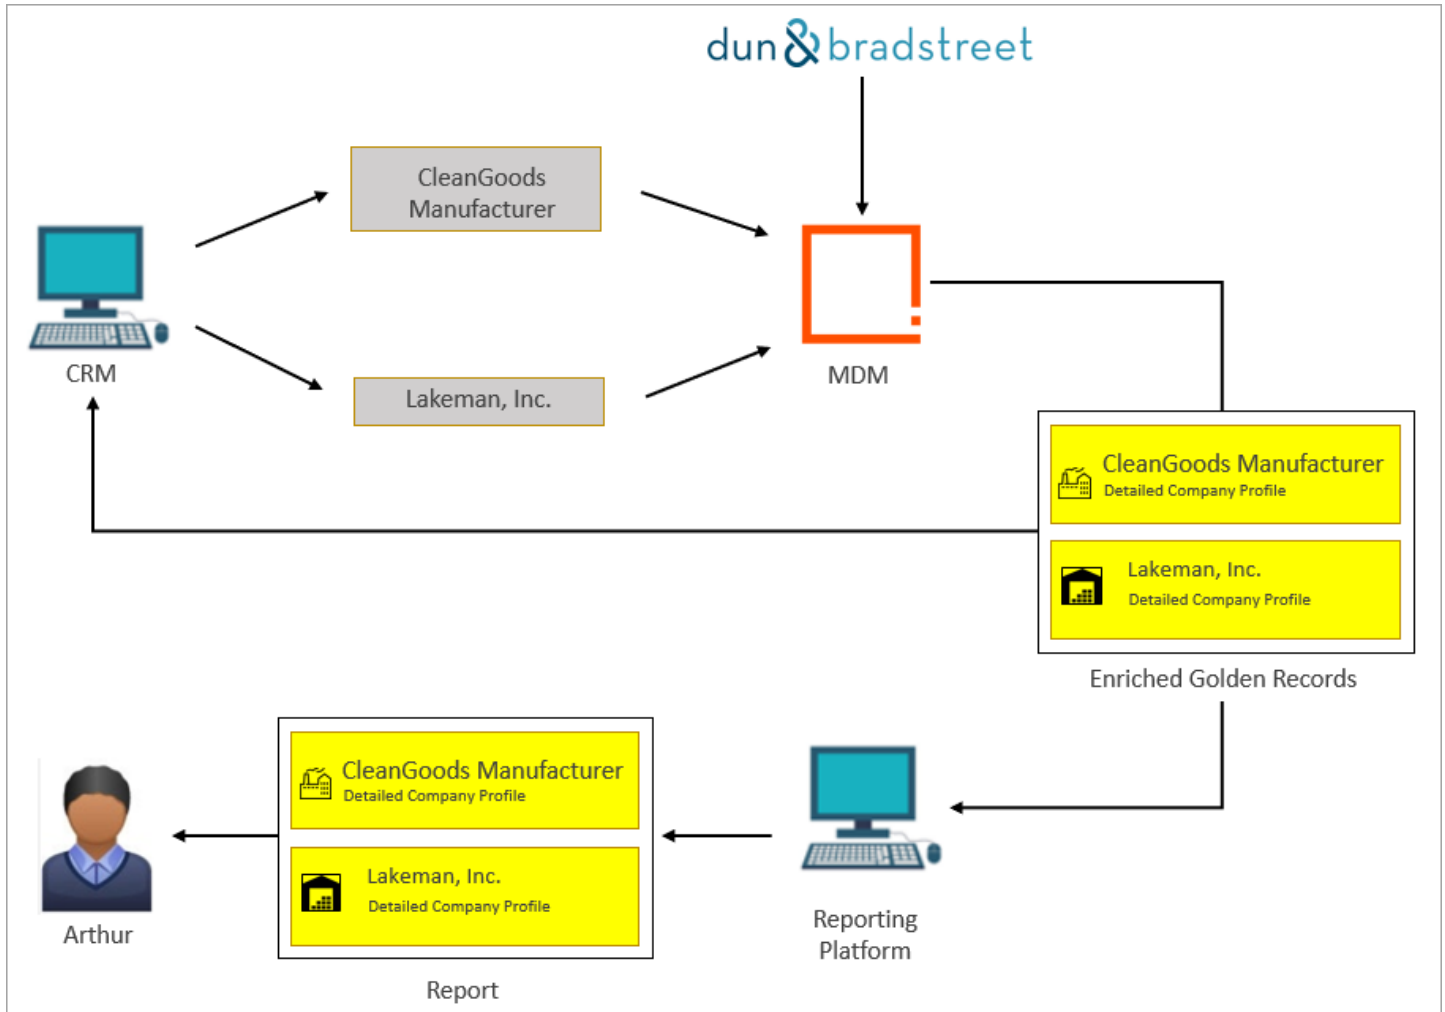 dun&bradstreet
CleanGoods
Manufacturer
CRM
Lakeman, Inc.
MDM
CleanGoods Manufacturer
Detailed Company Profile
Lakeman, Inc.
Detailed Company Profile
Enriched Golden Records
CleanGoods Manufacturer
Detailed Company Profile
Lakeman, Inc.
Detailed Company Profile
Arthur
Report
Reporting
Platform